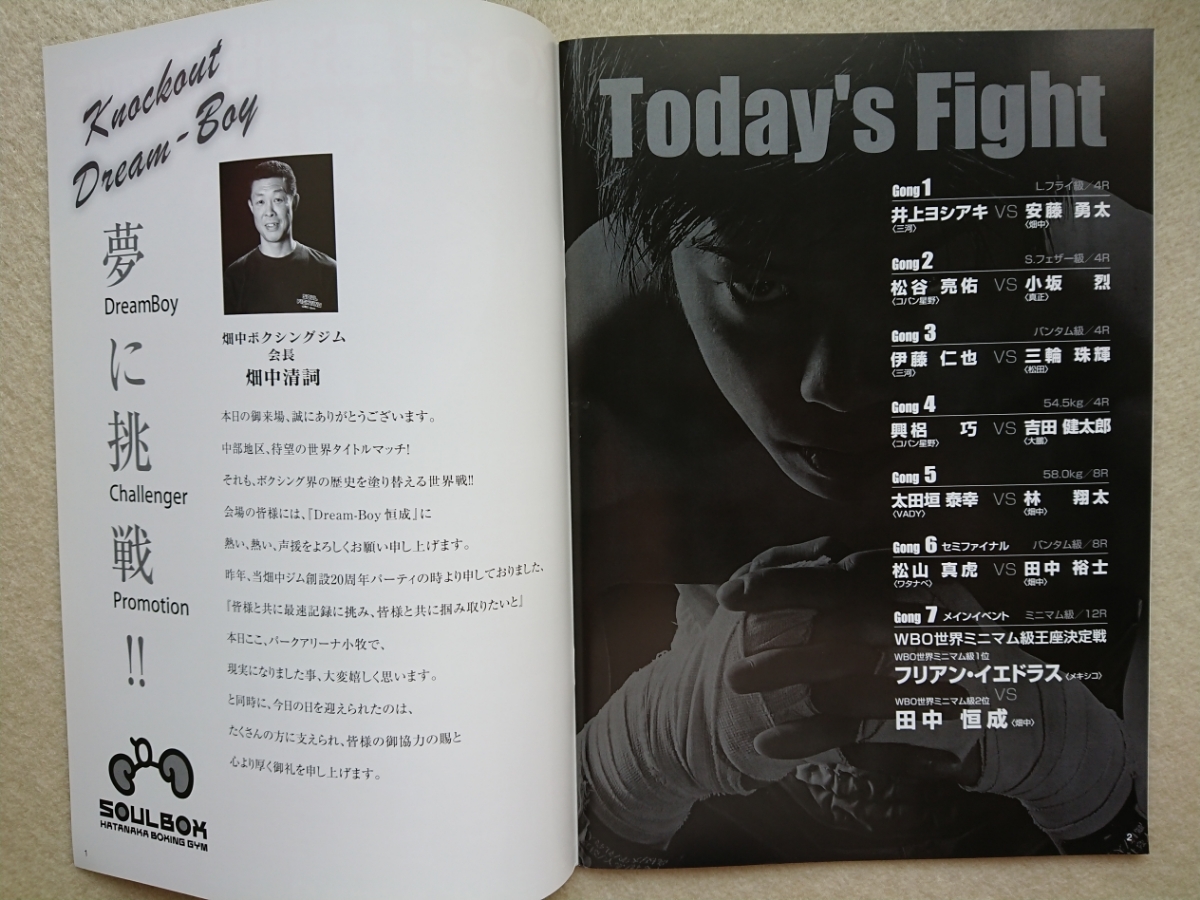 Knockout
Dream-Boy
夢
DreamBoy
に
挑
Challenger
戦
Promotion
!!
SOULBOX
HATANAKA BOXING GYM
1
畑中ボクシングジム
会長
畑中清詞
本日の御来場、誠にありがとうございます。
中部地区、待望の世界タイトルマッチ!
それも、ボクシング界の歴史を塗り替える世界戦!!
会場の皆様には、『Dream-Boy 恒成』に
熱い、熱い、声援をよろしくお願い申し上げます。
昨年、当畑中ジム創設20周年パーティの時より申しておりました、
『皆様と共に最速記録に挑み、皆様と共に掴み取りたいと』
本日ここ、パークアリーナ小牧で、
現実になりました事、大変嬉しく思います。
と同時に、今日の日を迎えられたのは、
たくさんの方に支えられ、皆様の御協力の賜と
心より厚く御礼を申し上げます。
Today's Fight
Gong 1 L.フライ級/4R
井上ヨシアキ VS 安藤 勇太
〈三河〉 〈畑中〉
Gong 2 S.フェザー級/4R
松谷 亮佑 VS 小坂 烈
〈コパン星野〉 〈真正〉
Gong 3 バンタム級/4R
伊藤 仁也 VS 三輪 珠輝
〈三河〉 〈松田〉
Gong 4 54.5kg/4R
興梠 巧 VS 吉田 健太郎
〈コパン星野〉 〈大鵬〉
Gong 5 58.0kg/8R
太田垣 泰幸 VS 林 翔太
〈VADY〉 〈畑中〉
Gong 6 セミファイナル バンタム級/8R
松山 真虎 VS 田中 裕士
〈ワタナベ〉 〈畑中〉
Gong 7 メインイベント ミニマム級/12R
WBO世界ミニマム級王座決定戦
WBO世界ミニマム級1位
フリアン・イエドラス〈メキシコ〉
VS
WBO世界ミニマム級2位
田中 恒成〈畑中〉
2